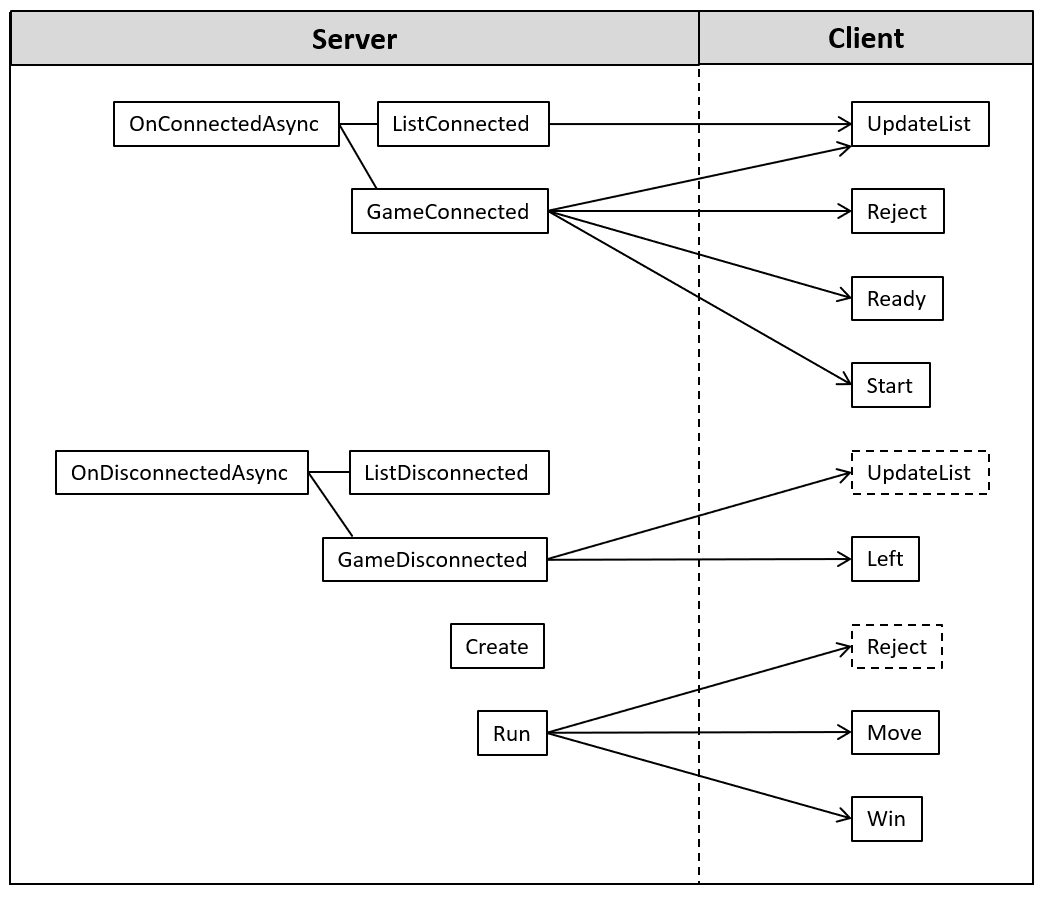 Server
Client
OnConnectedAsync
ListConnected
UpdateList
GameConnected
Reject
Ready
Start
OnDisconnectedAsync
ListDisconnected
UpdateList
GameDisconnected
Left
Create
Reject
Run
Move
Win